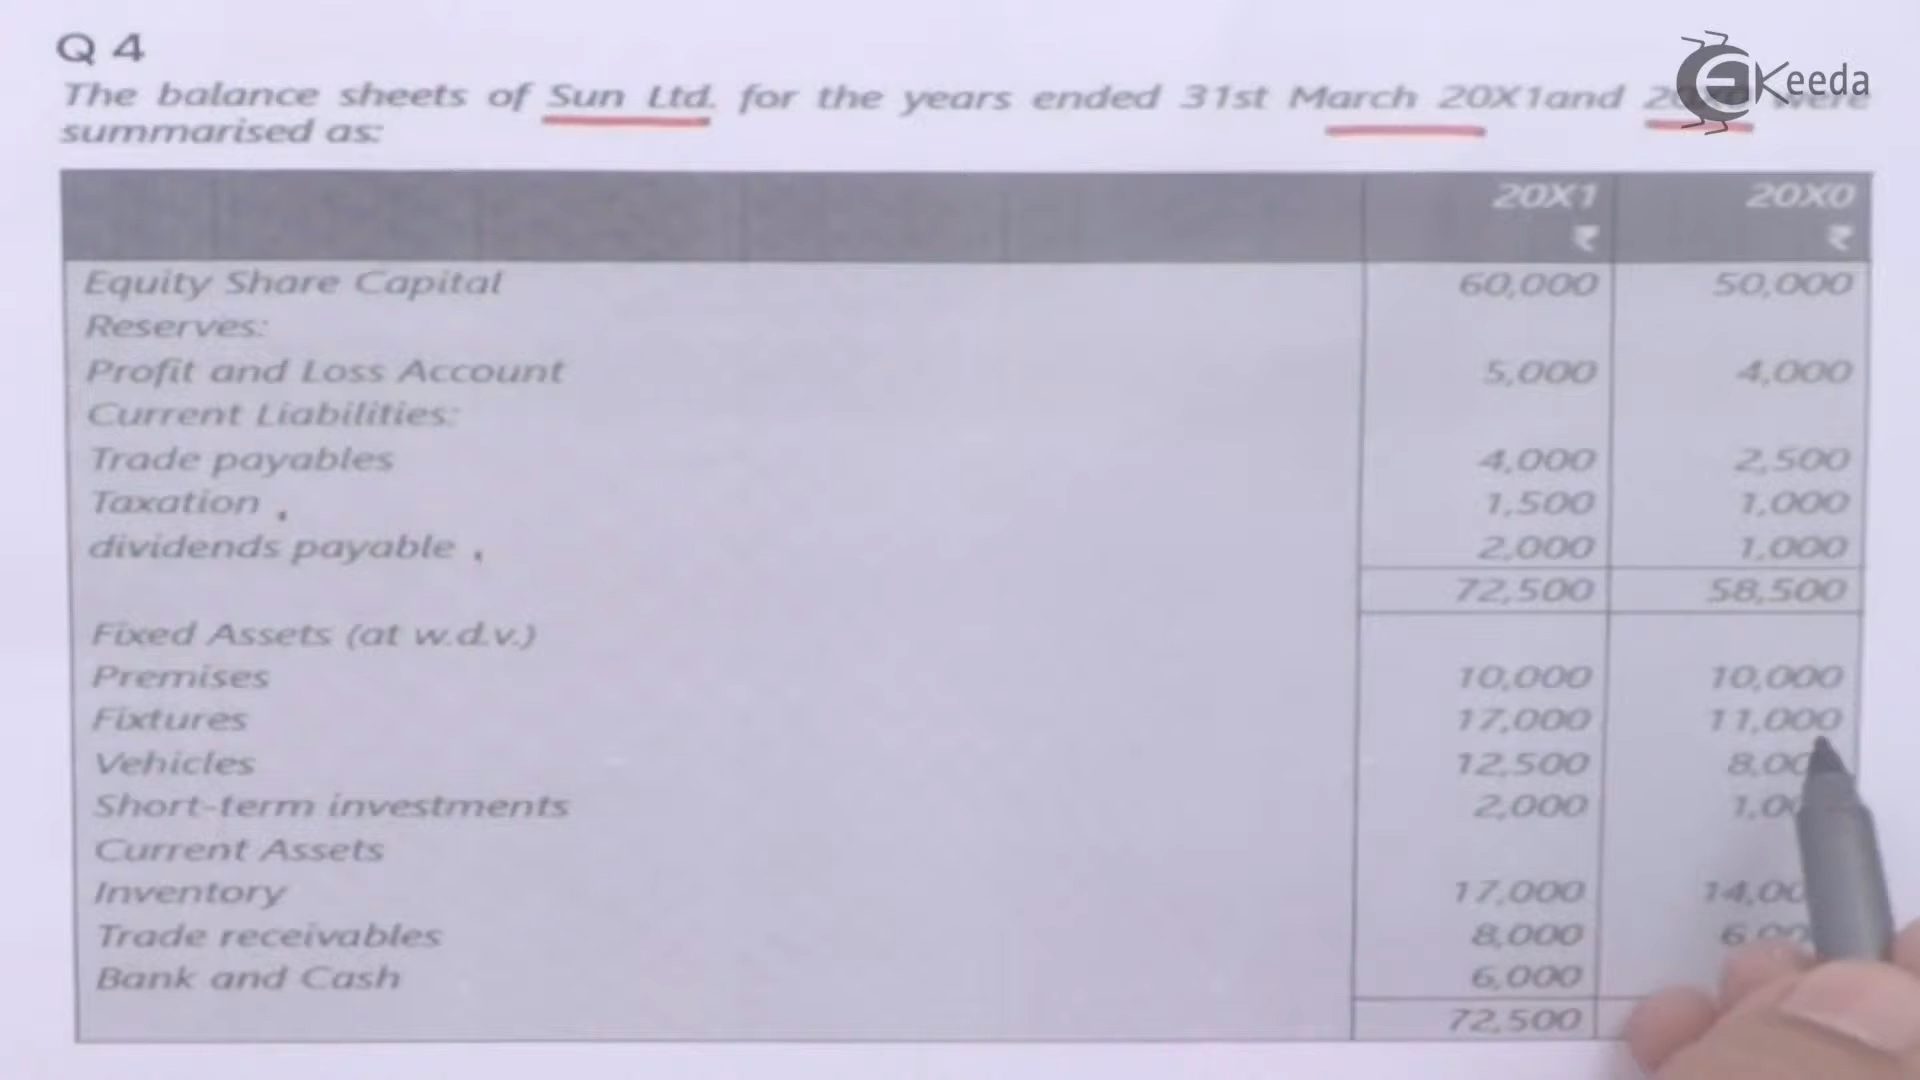 Q 4
Keeda
The balance sheets of Sun Ltd. for the years ended 31st March 20X1and were
summarised as:
20X1 20X0
₹ ₹
Equity Share Capital 60,000 50,000
Reserves:
Profit and Loss Account 5,000 4,000
Current Liabilities:
Trade payables 4,000 2,500
Taxation 1,500 1,000
dividends payable 2,000 1,000
72,500 58,500
Fixed Assets (at w.d.v.)
Premises 10,000 10,000
Fixtures 17,000 11,000
Vehicles 12,500
Short-term investments 2,000
Current Assets
Inventory 17,000
Trade receivables 8,000
Bank and Cash 6,000
72,500